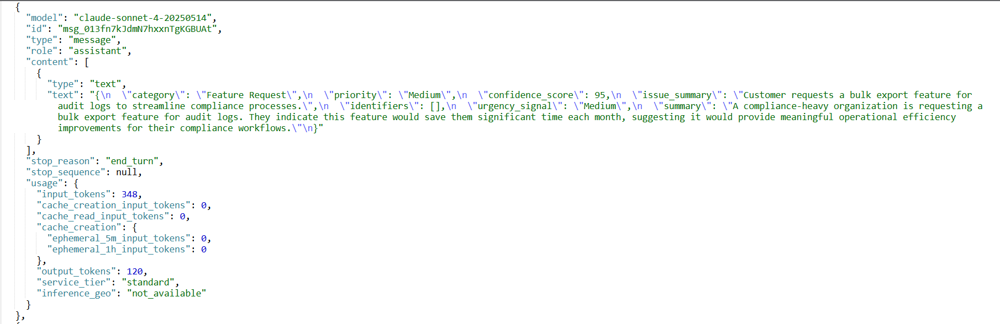 {
"model": "claude-sonnet-4-20250514",
"id": "msg_013fn7kJdmN7hxxnTgKGBUAt",
"type": "message",
"role": "assistant",
"content": [
{
"type": "text",
"text": "{\n  \"category\": \"Feature Request\",\n  \"priority\": \"Medium\",\n  \"confidence_score\": 95,\n  \"issue_summary\": \"Customer requests a bulk export feature for
audit logs to streamline compliance processes.\",\n  \"identifiers\": [],\n  \"urgency_signal\": \"Medium\",\n  \"summary\": \"A compliance-heavy organization is requesting a
bulk export feature for audit logs. They indicate this feature would save them significant time each month, suggesting it would provide meaningful operational efficiency
improvements for their compliance workflows.\"\n}"
}
],
"stop_reason": "end_turn",
"stop_sequence": null,
"usage": {
"input_tokens": 348,
"cache_creation_input_tokens": 0,
"cache_read_input_tokens": 0,
"cache_creation": {
"ephemeral_5m_input_tokens": 0,
"ephemeral_1h_input_tokens": 0
},
"output_tokens": 120,
"service_tier": "standard",
"inference_geo": "not_available"
}
},